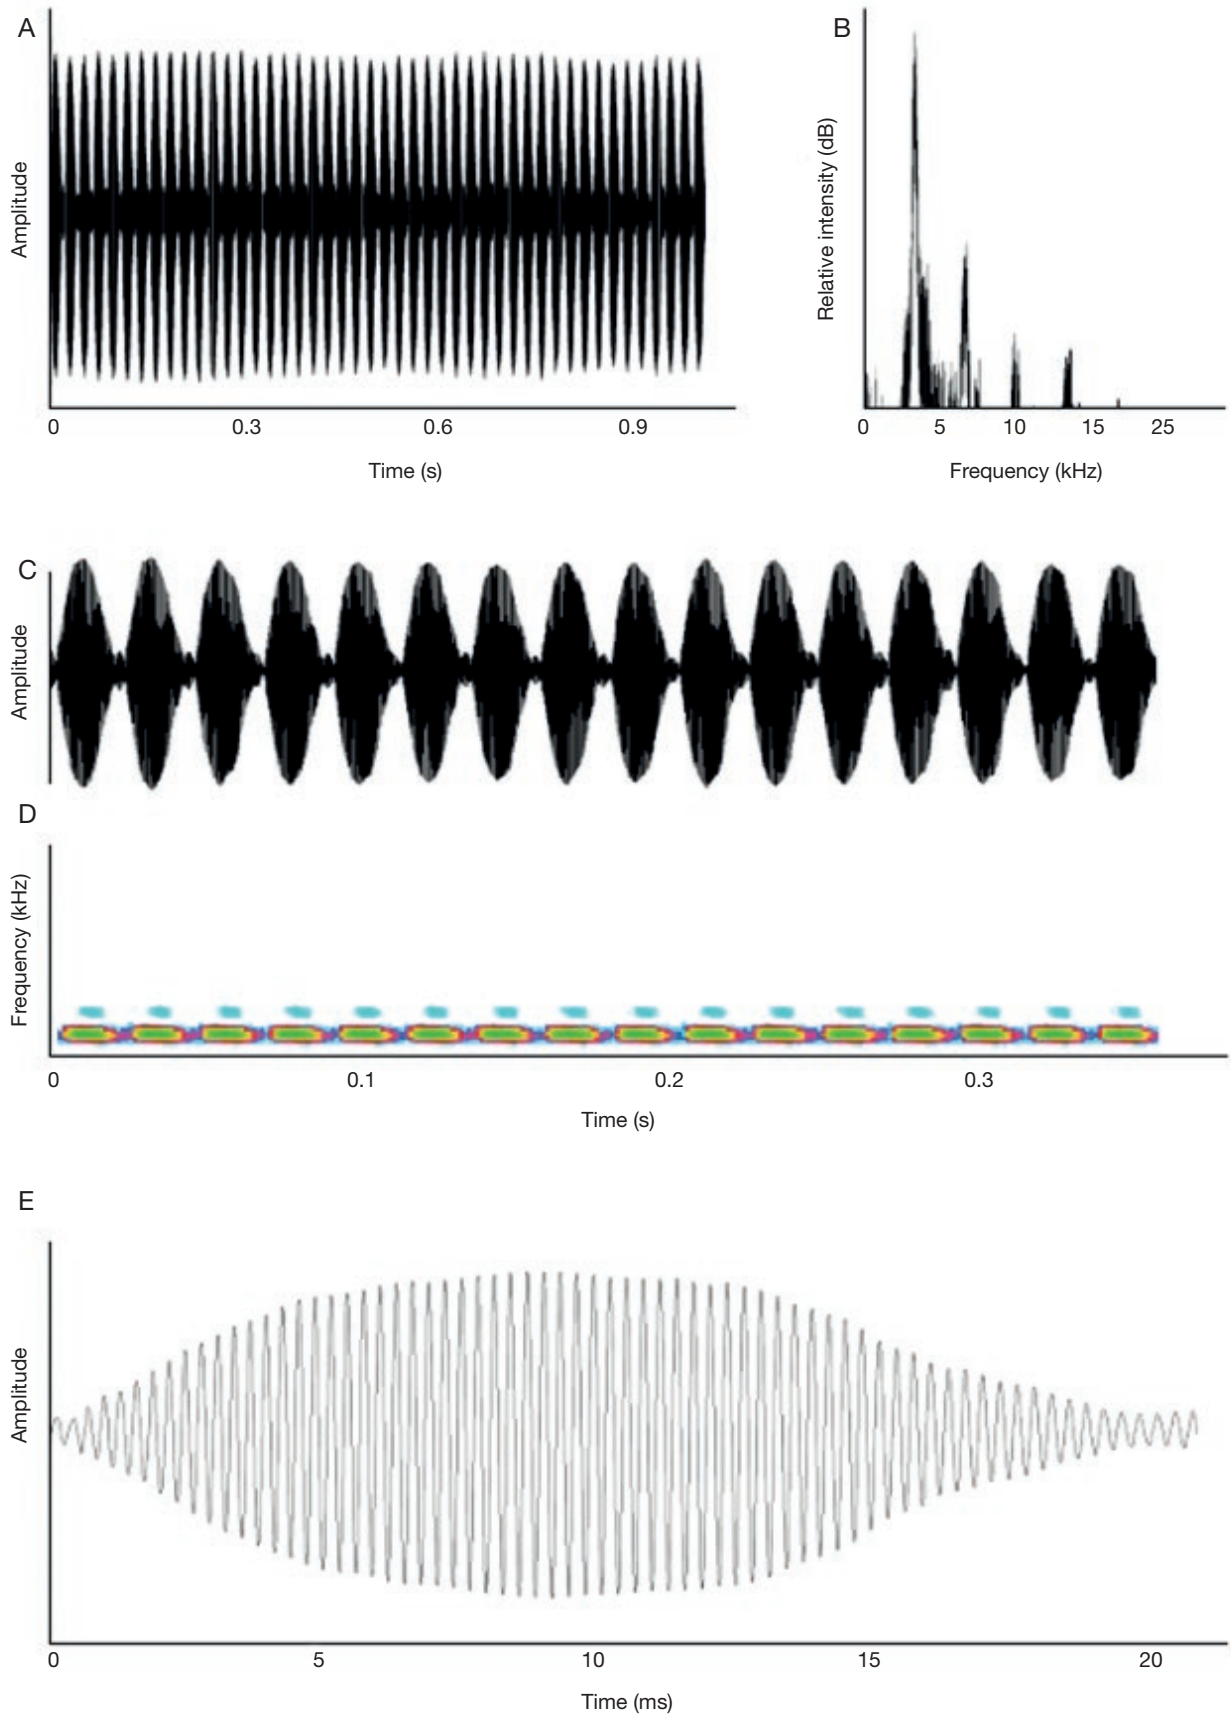 A
Amplitude
0 0.3 0.6 0.9
Time (s)
B
Relative intensity (dB)
0 5 10 15 25
Frequency (kHz)
C
Amplitude
D
Frequency (kHz)
0 0.1 0.2 0.3
Time (s)
E
Amplitude
0 5 10 15 20
Time (ms)